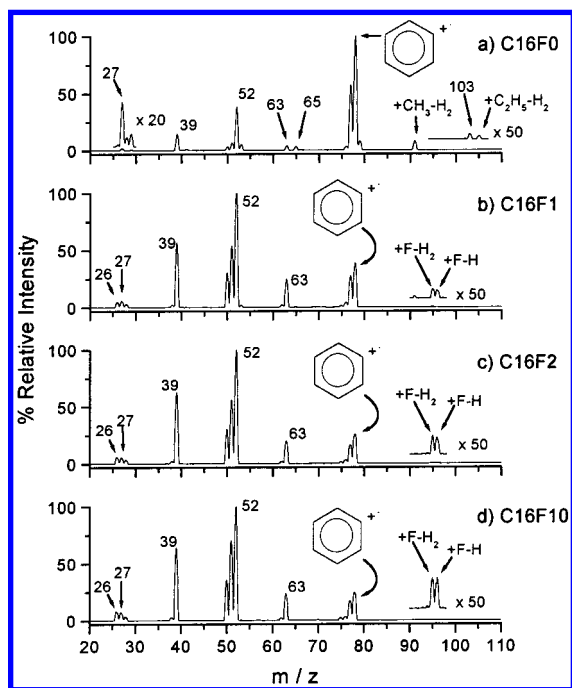 % Relative Intensity
100
50
0
27
x 20
39
52
63
65
+·
a) C16F0
+CH₃-H₂
103
+C₂H₅-H₂
x 50
100
50
0
26
27
39
52
63
+·
b) C16F1
+F-H₂
+F-H
x 50
100
50
0
26
27
39
52
63
+·
c) C16F2
+F-H₂
+F-H
x 50
100
50
0
26
27
39
52
63
+·
d) C16F10
+F-H₂
+F-H
x 50
20 30 40 50 60 70 80 90 100 110
m / z